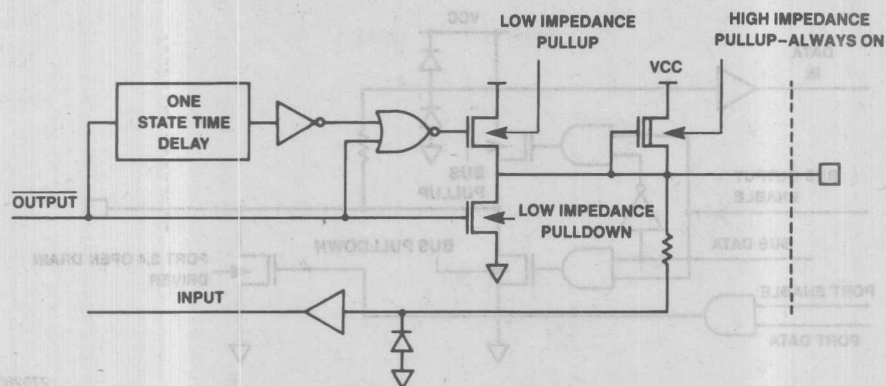 LOW IMPEDANCE
PULLUP
HIGH IMPEDANCE
PULLUP–ALWAYS ON
VCC
ONE
STATE TIME
DELAY
OUTPUT
LOW IMPEDANCE
PULLDOWN
INPUT